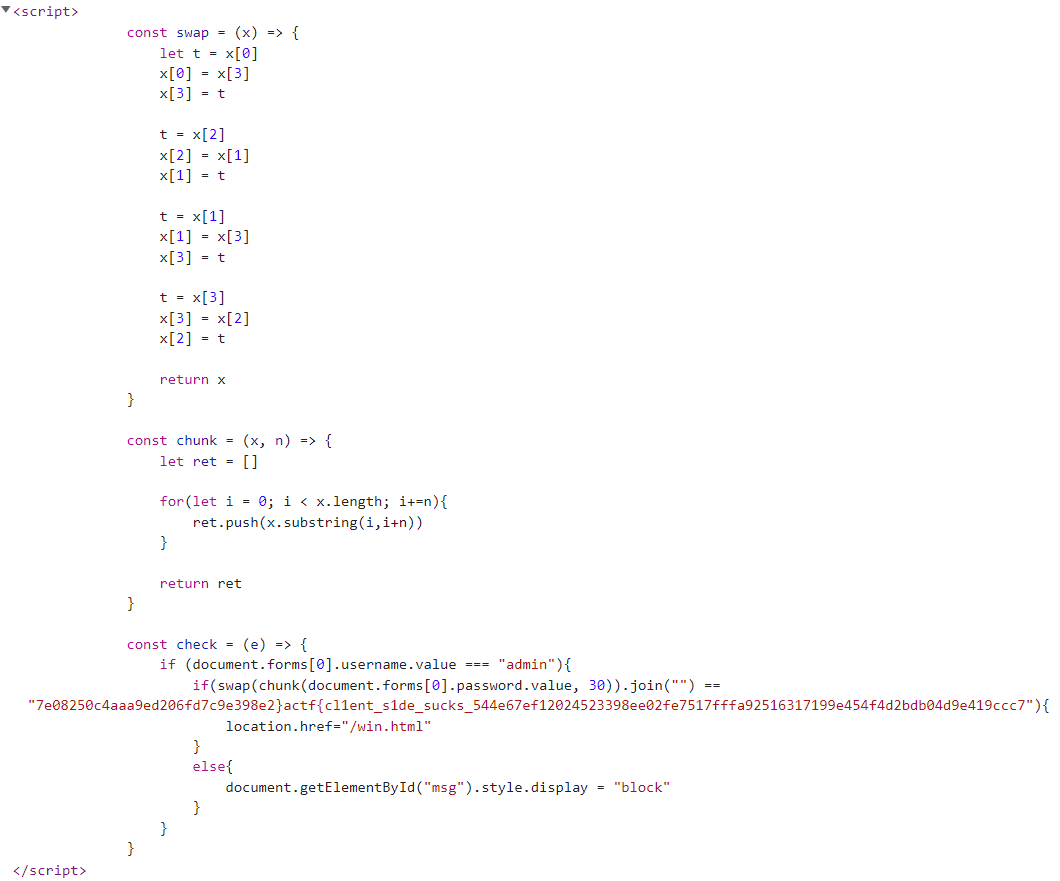 <script>
const swap = (x) => {
let t = x[0]
x[0] = x[3]
x[3] = t
t = x[2]
x[2] = x[1]
x[1] = t
t = x[1]
x[1] = x[3]
x[3] = t
t = x[3]
x[3] = x[2]
x[2] = t
return x
}
const chunk = (x, n) => {
let ret = []
for(let i = 0; i < x.length; i+=n){
ret.push(x.substring(i,i+n))
}
return ret
}
const check = (e) => {
if (document.forms[0].username.value === "admin"){
if(swap(chunk(document.forms[0].password.value, 30)).join("") ==
"7e08250c4aaa9ed206fd7c9e398e2}actf{cl1ent_s1de_sucks_544e67ef12024523398ee02fe7517fffa92516317199e454f4d2bdb04d9e419ccc7"){
location.href="/win.html"
}
else{
document.getElementById("msg").style.display = "block"
}
}
}
</script>